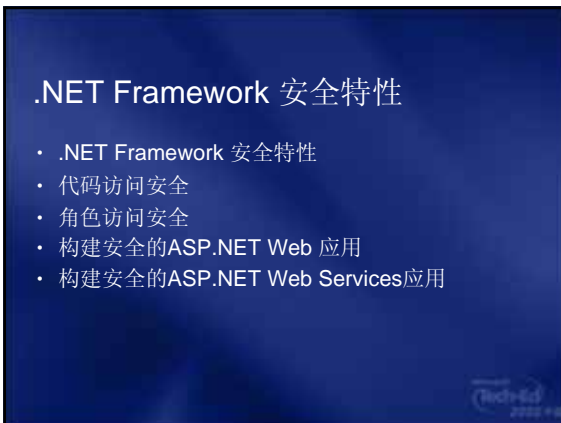 .NET Framework 安全特性
• .NET Framework 安全特性
• 代码访问安全
• 角色访问安全
• 构建安全的ASP.NET Web 应用
• 构建安全的ASP.NET Web Services应用
Tech·Ed